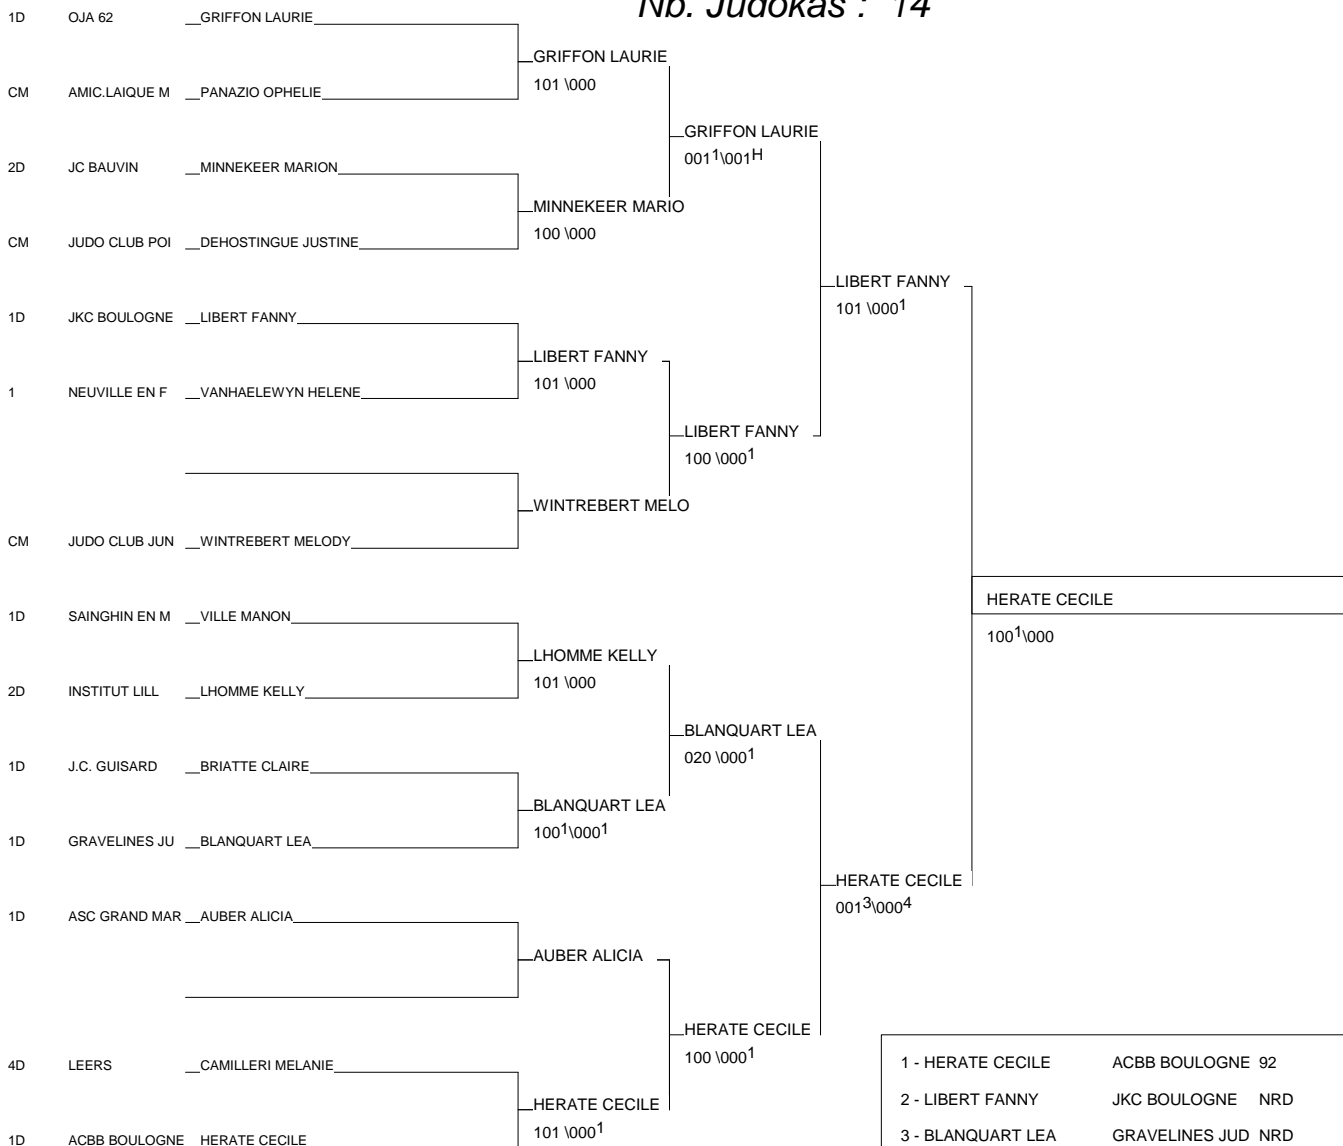 Nb. Judokas : 14
1D OJA 62 GRIFFON LAURIE
GRIFFON LAURIE
101 \000
CM AMIC.LAIQUE M PANAZIO OPHELIE
GRIFFON LAURIE
001¹\001ᴴ
2D JC BAUVIN MINNEKEER MARION
MINNEKEER MARIO
100 \000
CM JUDO CLUB POI DEHOSTINGUE JUSTINE
LIBERT FANNY
101 \000¹
1D JKC BOULOGNE LIBERT FANNY
LIBERT FANNY
101 \000
1 NEUVILLE EN F VANHAELEWYN HELENE
LIBERT FANNY
100 \000¹
WINTREBERT MELO
CM JUDO CLUB JUN WINTREBERT MELODY
HERATE CECILE
100¹\000
1D SAINGHIN EN M VILLE MANON
LHOMME KELLY
101 \000
2D INSTITUT LILL LHOMME KELLY
BLANQUART LEA
020 \000¹
1D J.C. GUISARD BRIATTE CLAIRE
BLANQUART LEA
100¹\000¹
1D GRAVELINES JU BLANQUART LEA
HERATE CECILE
001³\000⁴
1D ASC GRAND MAR AUBER ALICIA
AUBER ALICIA
HERATE CECILE
100 \000¹
4D LEERS CAMILLERI MELANIE
HERATE CECILE
101 \000¹
1D ACBB BOULOGNE HERATE CECILE
1 - HERATE CECILE ACBB BOULOGNE 92
2 - LIBERT FANNY JKC BOULOGNE NRD
3 - BLANQUART LEA GRAVELINES JUD NRD